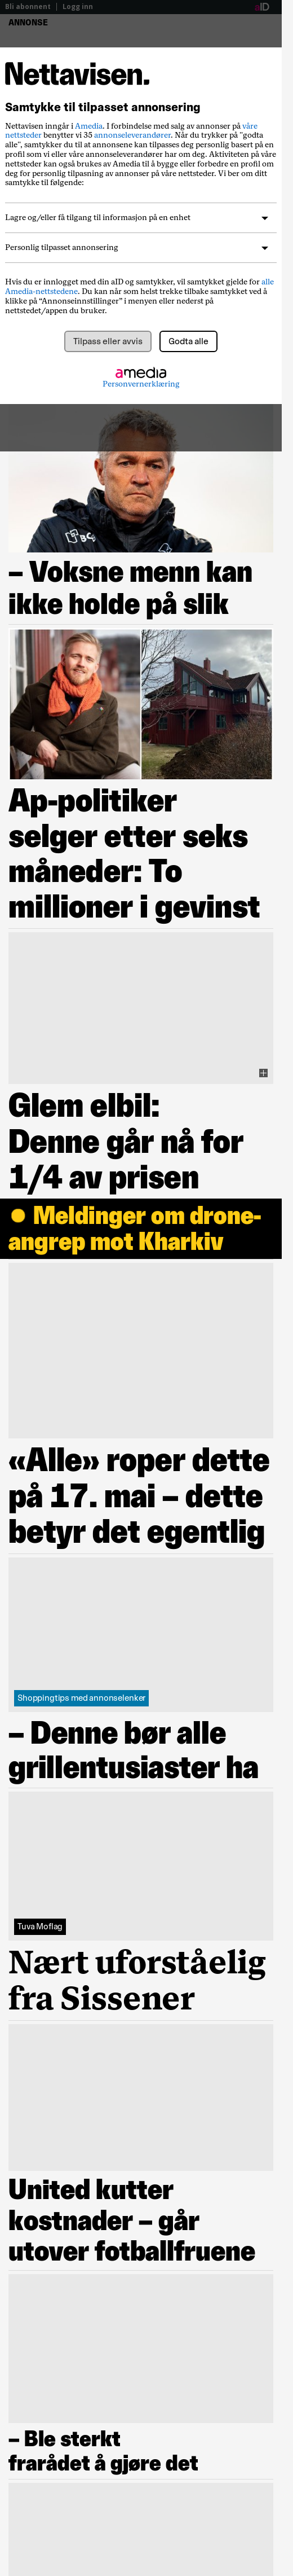 Bli abonnent | Logg inn
aID
ANNONSE
Nettavisen.
Samtykke til tilpasset annonsering
Nettavisen inngår i Amedia. I forbindelse med salg av annonser på våre
nettsteder benytter vi 35 annonseleverandører. Når du trykker på "godta
alle", samtykker du til at annonsene kan tilpasses deg personlig basert på en
profil som vi eller våre annonseleverandører har om deg. Aktiviteten på våre
nettsteder kan også brukes av Amedia til å bygge eller forbedre en profil om
deg for personlig tilpasning av annonser på våre nettsteder. Vi ber om ditt
samtykke til følgende:
Lagre og/eller få tilgang til informasjon på en enhet
Personlig tilpasset annonsering
Hvis du er innlogget med din aID og samtykker, vil samtykket gjelde for alle
Amedia-nettstedene. Du kan når som helst trekke tilbake samtykket ved å
klikke på “Annonseinnstillinger” i menyen eller nederst på
nettstedet/appen du bruker.
Tilpass eller avvis
Godta alle
amedia
Personvernerklæring
– Voksne menn kan
ikke holde på slik
Ap-politiker
selger etter seks
måneder: To
millioner i gevinst
Glem elbil:
Denne går nå for
1/4 av prisen
Meldinger om drone-
angrep mot Kharkiv
«Alle» roper dette
på 17. mai – dette
betyr det egentlig
Shoppingtips med annonselenker
– Denne bør alle
grillentusiaster ha
Tuva Moflag
Nært uforståelig
fra Sissener
United kutter
kostnader – går
utover fotballfruene
– Ble sterkt
frarådet å gjøre det